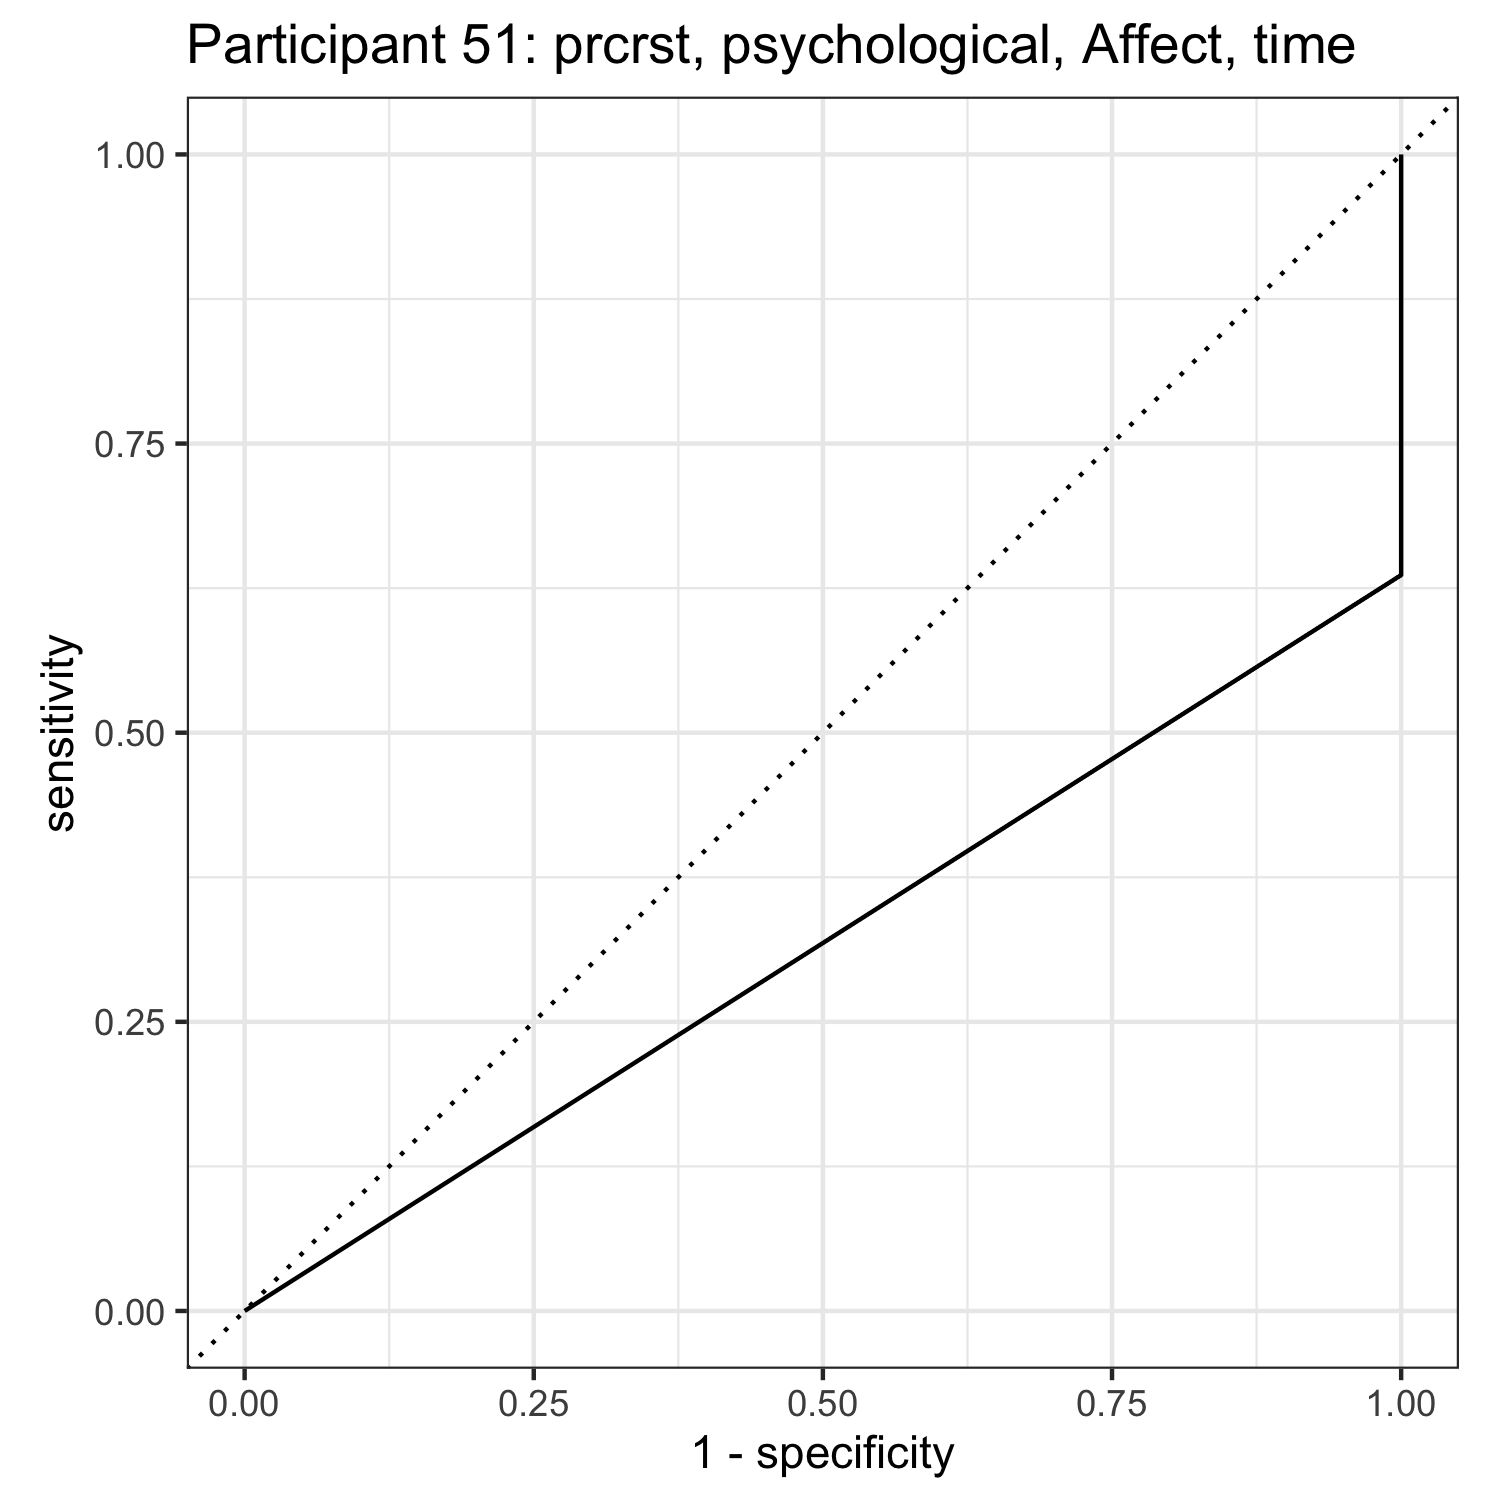 Participant 51: prcrst, psychological, Affect, time
1.00
0.75
0.50
0.25
0.00
sensitivity
0.00 0.25 0.50 0.75 1.00
1 - specificity